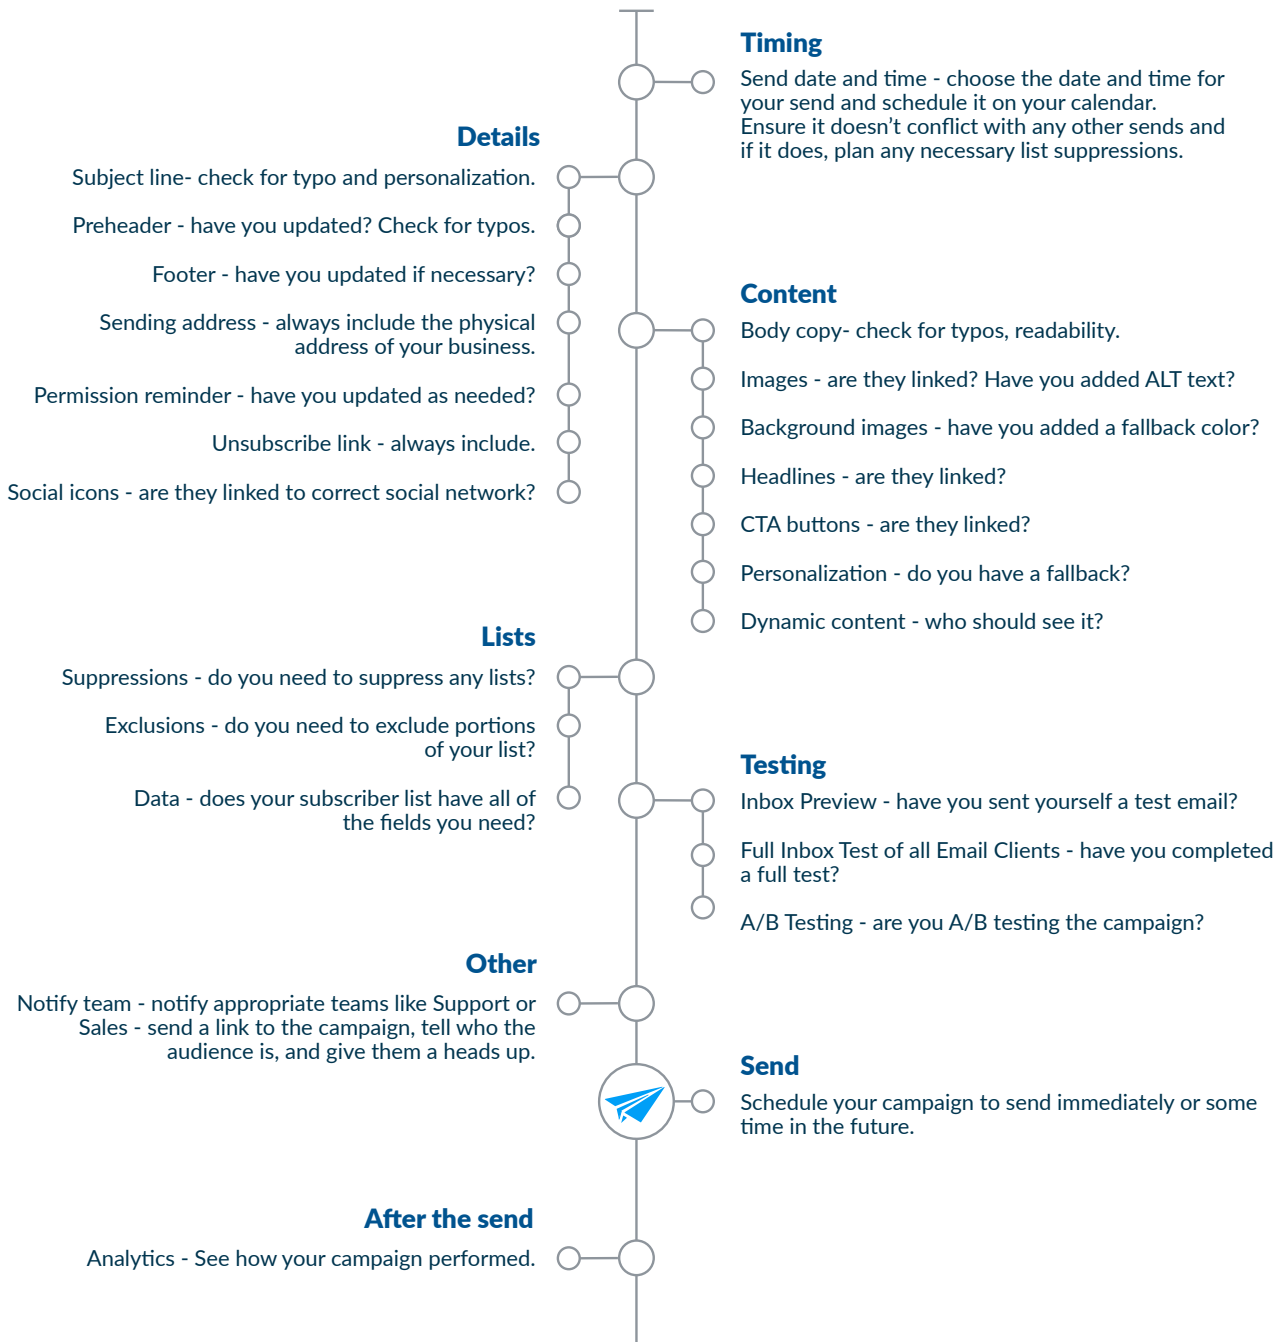 Timing
Send date and time - choose the date and time for
your send and schedule it on your calendar.
Ensure it doesn't conflict with any other sends and
if it does, plan any necessary list suppressions.
Details
Subject line- check for typo and personalization.
Preheader - have you updated? Check for typos.
Footer - have you updated if necessary?
Sending address - always include the physical
address of your business.
Permission reminder - have you updated as needed?
Unsubscribe link - always include.
Social icons - are they linked to correct social network?
Content
Body copy- check for typos, readability.
Images - are they linked? Have you added ALT text?
Background images - have you added a fallback color?
Headlines - are they linked?
CTA buttons - are they linked?
Personalization - do you have a fallback?
Dynamic content - who should see it?
Lists
Suppressions - do you need to suppress any lists?
Exclusions - do you need to exclude portions
of your list?
Data - does your subscriber list have all of
the fields you need?
Testing
Inbox Preview - have you sent yourself a test email?
Full Inbox Test of all Email Clients - have you completed
a full test?
A/B Testing - are you A/B testing the campaign?
Other
Notify team - notify appropriate teams like Support or
Sales - send a link to the campaign, tell who the
audience is, and give them a heads up.
Send
Schedule your campaign to send immediately or some
time in the future.
After the send
Analytics - See how your campaign performed.